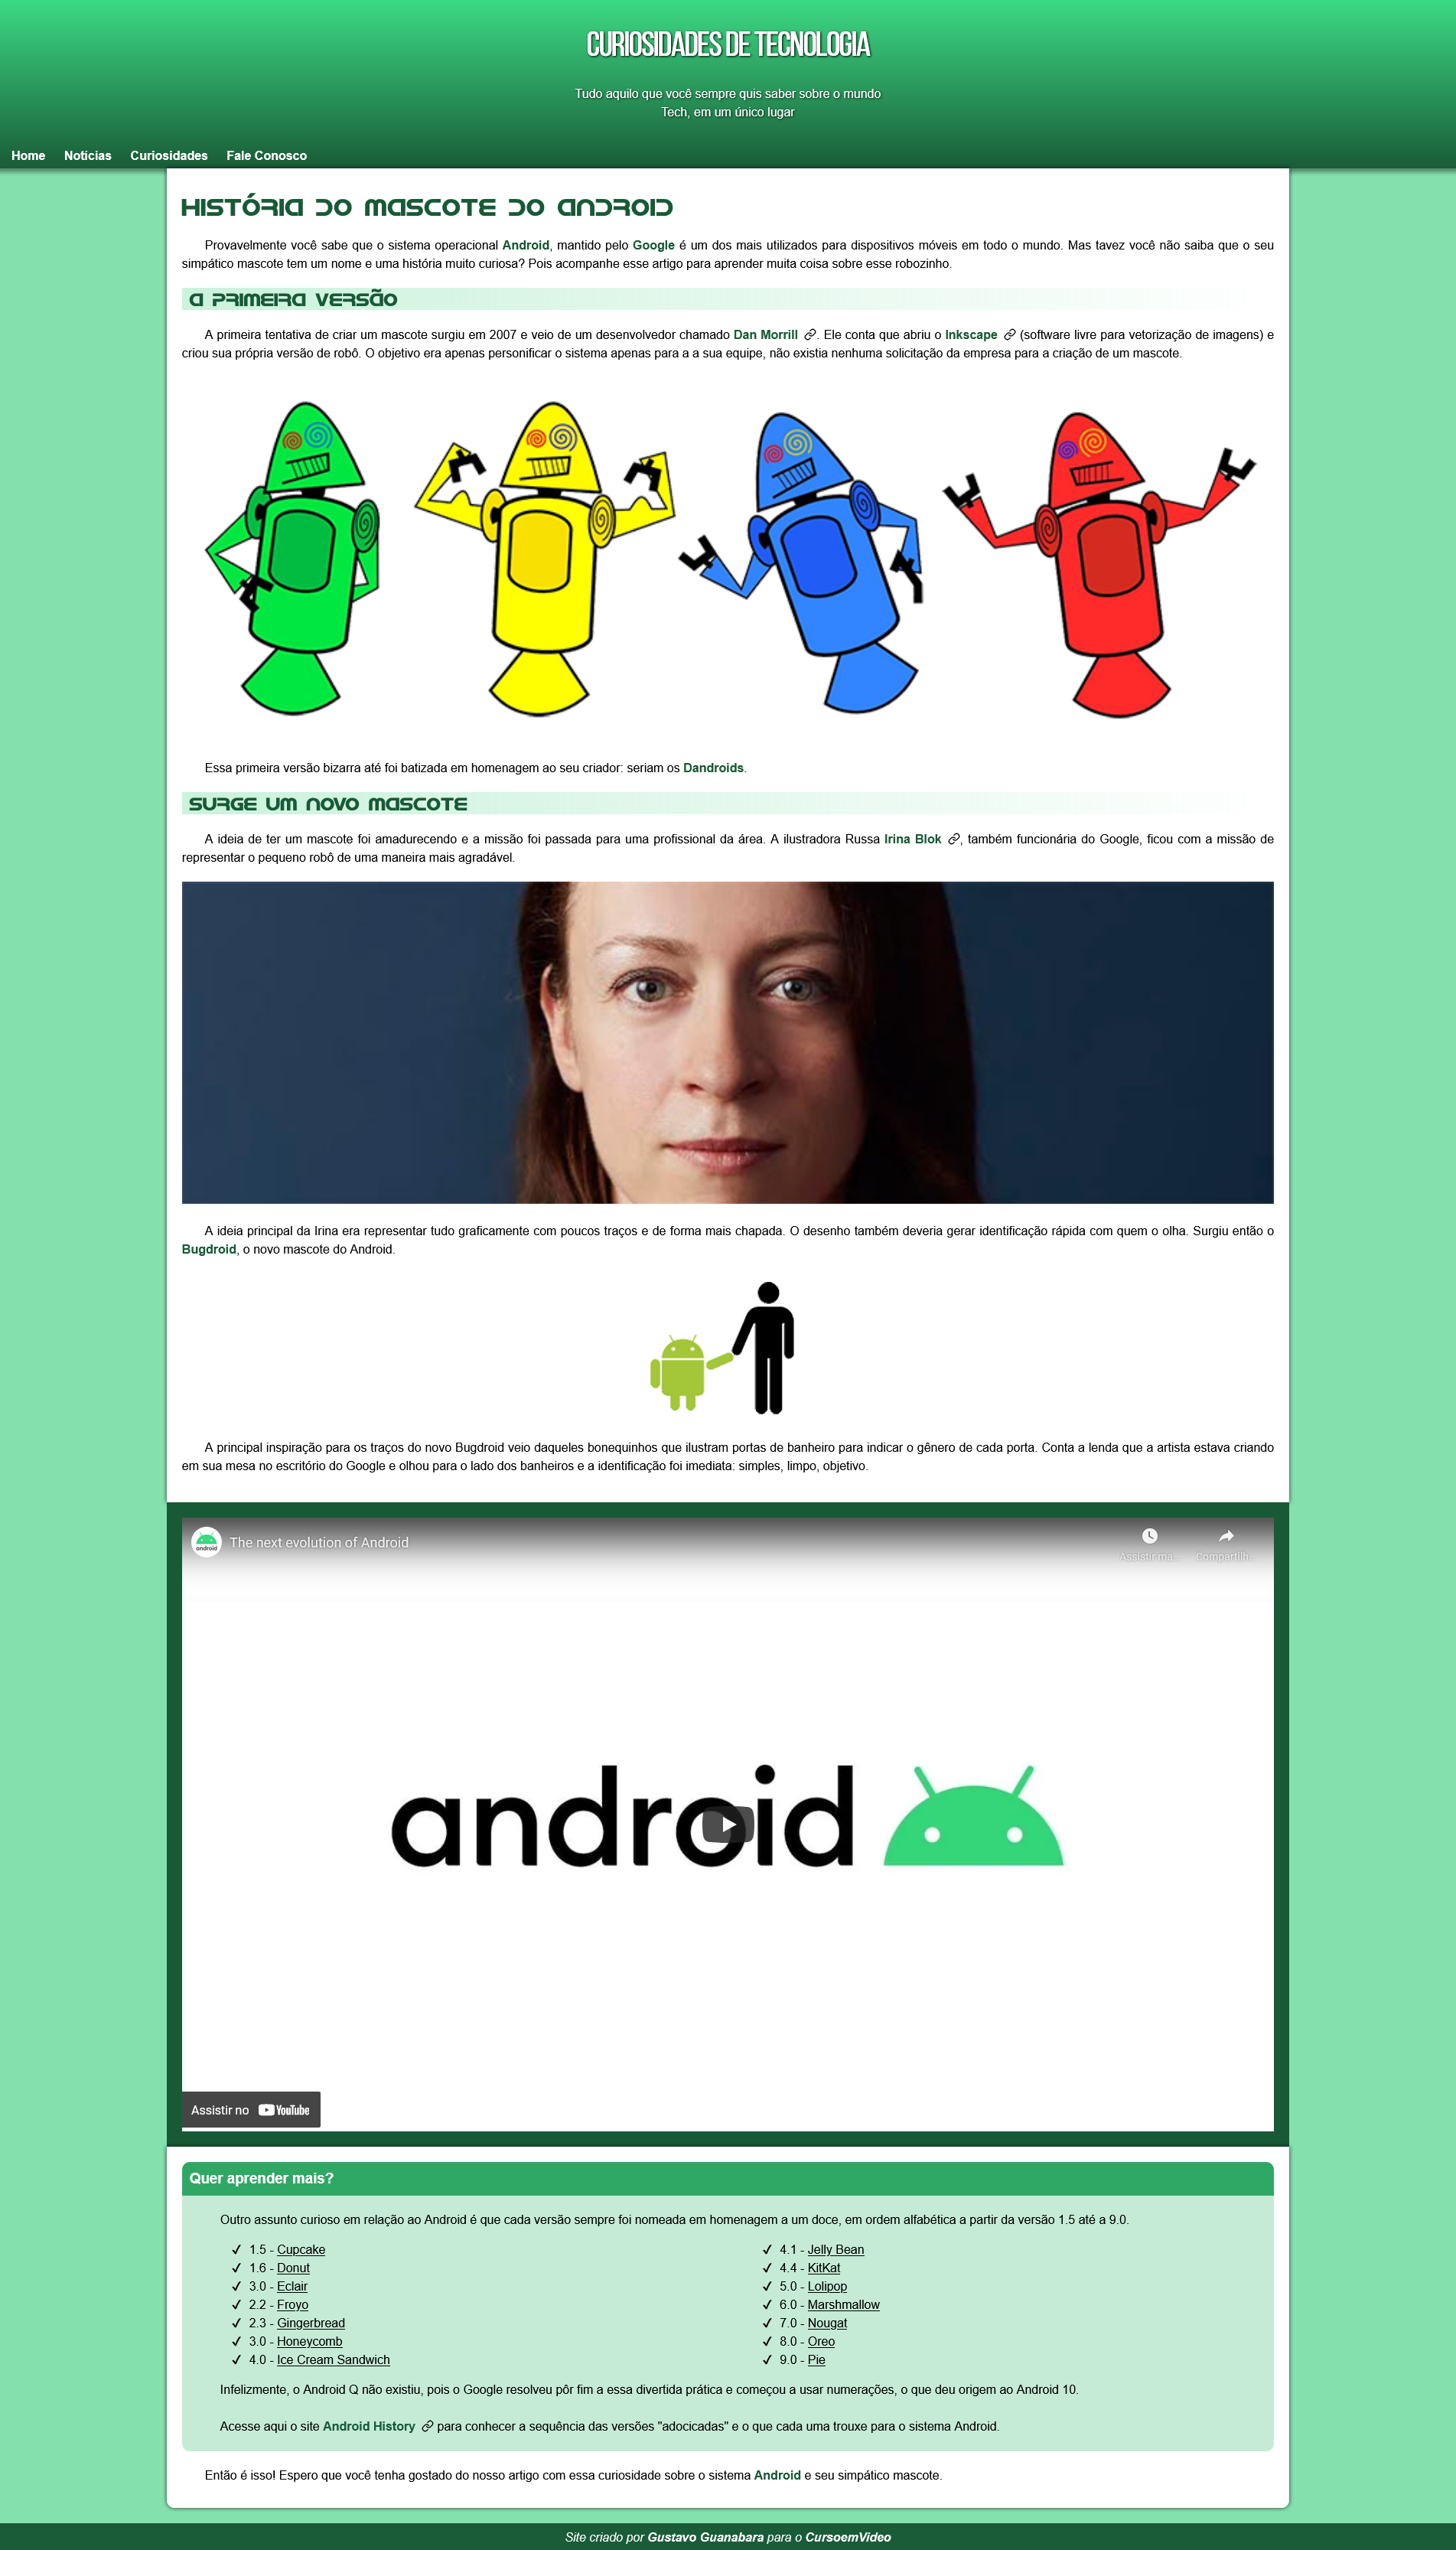 CURIOSIDADES DE TECNOLOGIA
Tudo aquilo que você sempre quis saber sobre o mundo
Tech, em um único lugar
Home Notícias Curiosidades Fale Conosco
História do Mascote do Android
Provavelmente você sabe que o sistema operacional Android, mantido pelo Google é um dos mais utilizados para dispositivos móveis em todo o mundo. Mas tavez você não saiba que o seu
simpático mascote tem um nome e uma história muito curiosa? Pois acompanhe esse artigo para aprender muita coisa sobre esse robozinho.
A primeira versão
A primeira tentativa de criar um mascote surgiu em 2007 e veio de um desenvolvedor chamado Dan Morrill. Ele conta que abriu o Inkscape (software livre para vetorização de imagens) e
criou sua própria versão de robô. O objetivo era apenas personificar o sistema apenas para a a sua equipe, não existia nenhuma solicitação da empresa para a criação de um mascote.
Essa primeira versão bizarra até foi batizada em homenagem ao seu criador: seriam os Dandroids.
Surge um novo mascote
A ideia de ter um mascote foi amadurecendo e a missão foi passada para uma profissional da área. A ilustradora Russa Irina Blok, também funcionária do Google, ficou com a missão de
representar o pequeno robô de uma maneira mais agradável.
A ideia principal da Irina era representar tudo graficamente com poucos traços e de forma mais chapada. O desenho também deveria gerar identificação rápida com quem o olha. Surgiu então o
Bugdroid, o novo mascote do Android.
A principal inspiração para os traços do novo Bugdroid veio daqueles bonequinhos que ilustram portas de banheiro para indicar o gênero de cada porta. Conta a lenda que a artista estava criando
em sua mesa no escritório do Google e olhou para o lado dos banheiros e a identificação foi imediata: simples, limpo, objetivo.
android
The next evolution of Android
Assistir ma...
Compartilh...
android
Assistir no YouTube
Quer aprender mais?
Outro assunto curioso em relação ao Android é que cada versão sempre foi nomeada em homenagem a um doce, em ordem alfabética a partir da versão 1.5 até a 9.0.
✔ 1.5 - Cupcake
✔ 1.6 - Donut
✔ 3.0 - Eclair
✔ 2.2 - Froyo
✔ 2.3 - Gingerbread
✔ 3.0 - Honeycomb
✔ 4.0 - Ice Cream Sandwich
✔ 4.1 - Jelly Bean
✔ 4.4 - KitKat
✔ 5.0 - Lolipop
✔ 6.0 - Marshmallow
✔ 7.0 - Nougat
✔ 8.0 - Oreo
✔ 9.0 - Pie
Infelizmente, o Android Q não existiu, pois o Google resolveu pôr fim a essa divertida prática e começou a usar numerações, o que deu origem ao Android 10.
Acesse aqui o site Android History para conhecer a sequência das versões "adocicadas" e o que cada uma trouxe para o sistema Android.
Então é isso! Espero que você tenha gostado do nosso artigo com essa curiosidade sobre o sistema Android e seu simpático mascote.
Site criado por Gustavo Guanabara para o CursoemVideo